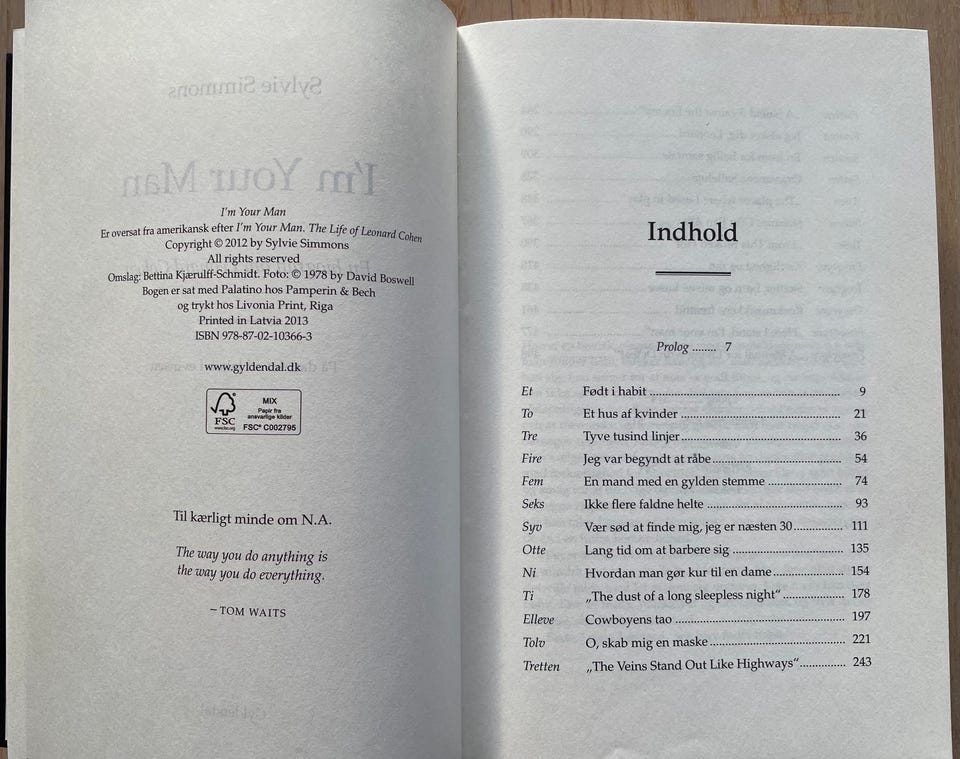 I'm Your Man
Er oversat fra amerikansk efter I'm Your Man. The Life of Leonard Cohen
Copyright © 2012 by Sylvie Simmons
All rights reserved
Omslag: Bettina Kjærulff-Schmidt. Foto: © 1978 by David Boswell
Bogen er sat med Palatino hos Pamperin & Bech
og trykt hos Livonia Print, Riga
Printed in Latvia 2013
ISBN 978-87-02-10366-3
www.gyldendal.dk
FSC
www.fsc.org
MIX
Papir fra
ansvarlige kilder
FSC® C002795
Til kærligt minde om N.A.
The way you do anything is
the way you do everything.
– TOM WAITS
Indhold
Prolog ........ 7
Et Født i habit ........ 9
To Et hus af kvinder ........ 21
Tre Tyve tusind linjer ........ 36
Fire Jeg var begyndt at råbe ........ 54
Fem En mand med en gylden stemme ........ 74
Seks Ikke flere faldne helte ........ 93
Syv Vær sød at finde mig, jeg er næsten 30 ........ 111
Otte Lang tid om at barbere sig ........ 135
Ni Hvordan man gør kur til en dame ........ 154
Ti „The dust of a long sleepless night“ ........ 178
Elleve Cowboyens tao ........ 197
Tolv O, skab mig en maske ........ 221
Tretten „The Veins Stand Out Like Highways“ ........ 243